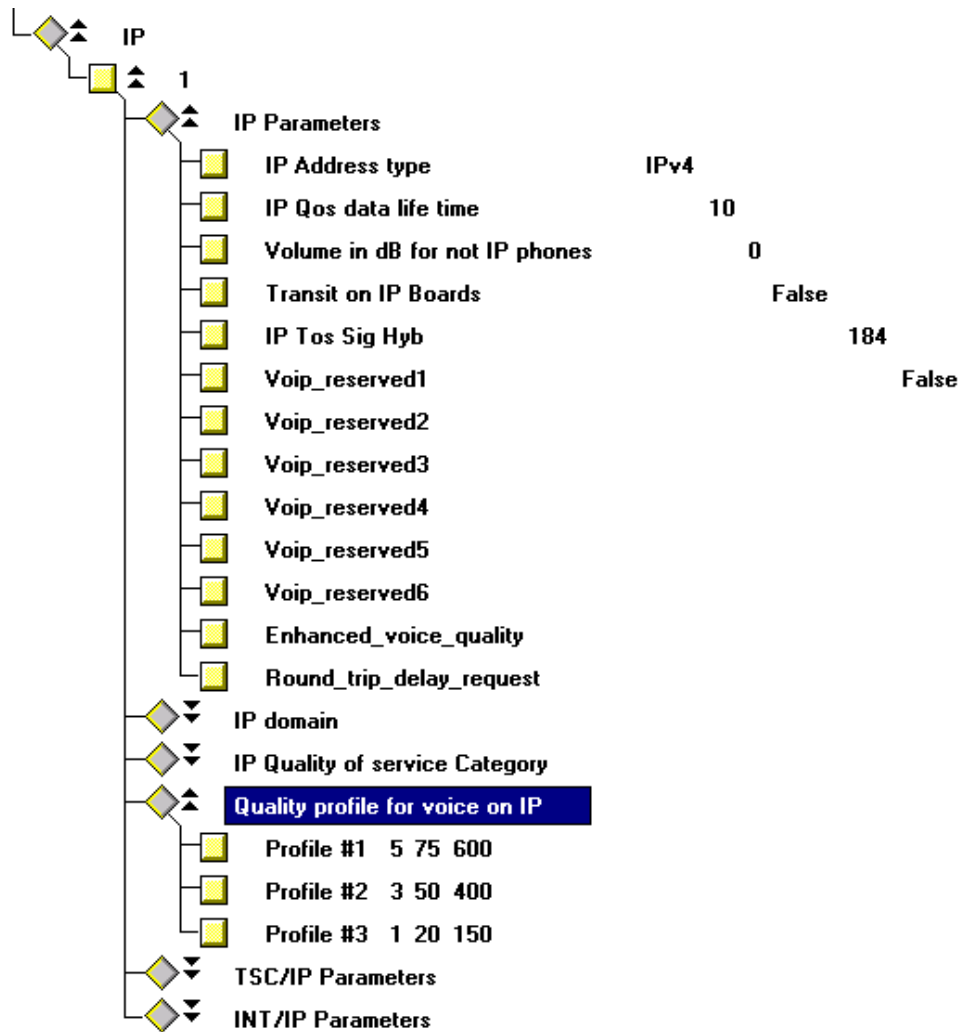 IP
1
IP Parameters
IP Address type IPv4
IP Qos data life time 10
Volume in dB for not IP phones 0
Transit on IP Boards False
IP Tos Sig Hyb 184
Voip_reserved1 False
Voip_reserved2
Voip_reserved3
Voip_reserved4
Voip_reserved5
Voip_reserved6
Enhanced_voice_quality
Round_trip_delay_request
IP domain
IP Quality of service Category
Quality profile for voice on IP
Profile #1 5 75 600
Profile #2 3 50 400
Profile #3 1 20 150
TSC/IP Parameters
INT/IP Parameters